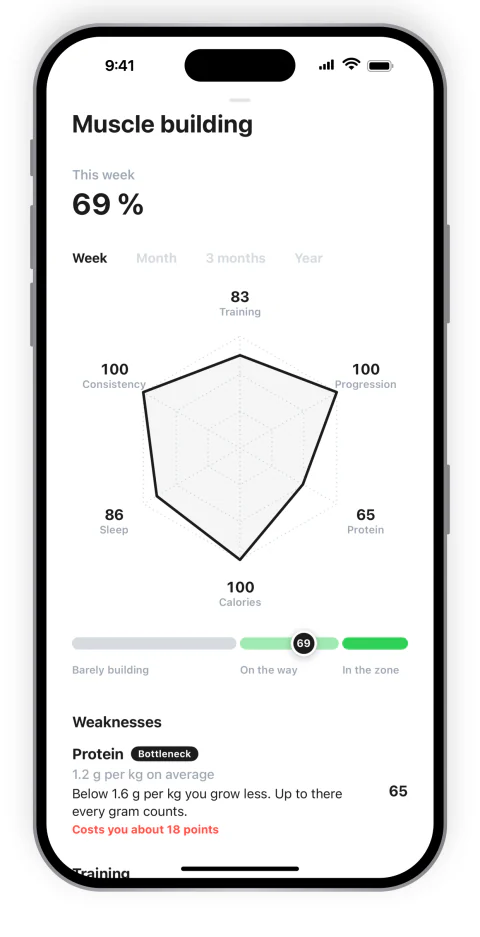 9:41
Muscle building
This week
69 %
Week Month 3 months Year
83
Training
100
Consistency
100
Progression
86
Sleep
65
Protein
100
Calories
69
Barely building On the way In the zone
Weaknesses
Protein Bottleneck
1.2 g per kg on average
Below 1.6 g per kg you grow less. Up to there
every gram counts.
65
Costs you about 18 points
Training